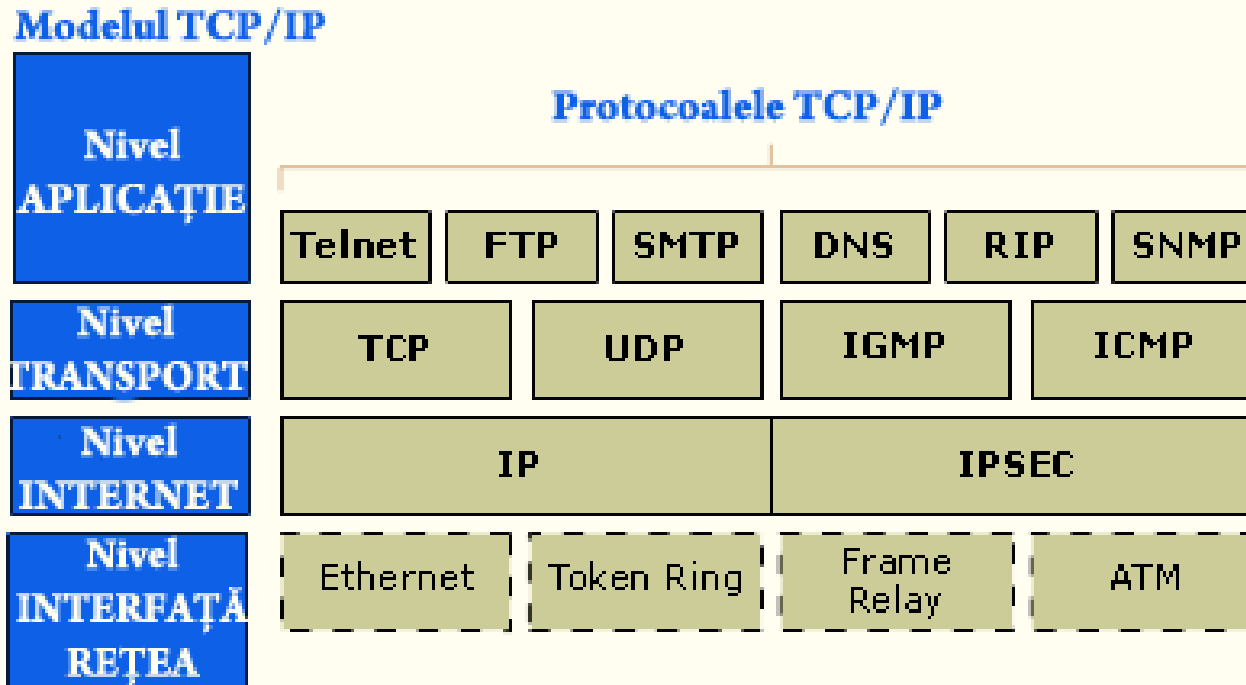 Modelul TCP/IP
Protocoalele TCP/IP
Nivel
APLICAȚIE
Telnet FTP SMTP DNS RIP SNMP
Nivel
TRANSPORT
TCP UDP IGMP ICMP
Nivel
INTERNET
IP IPSEC
Nivel
INTERFAȚĂ
REȚEA
Ethernet Token Ring Frame
Relay ATM